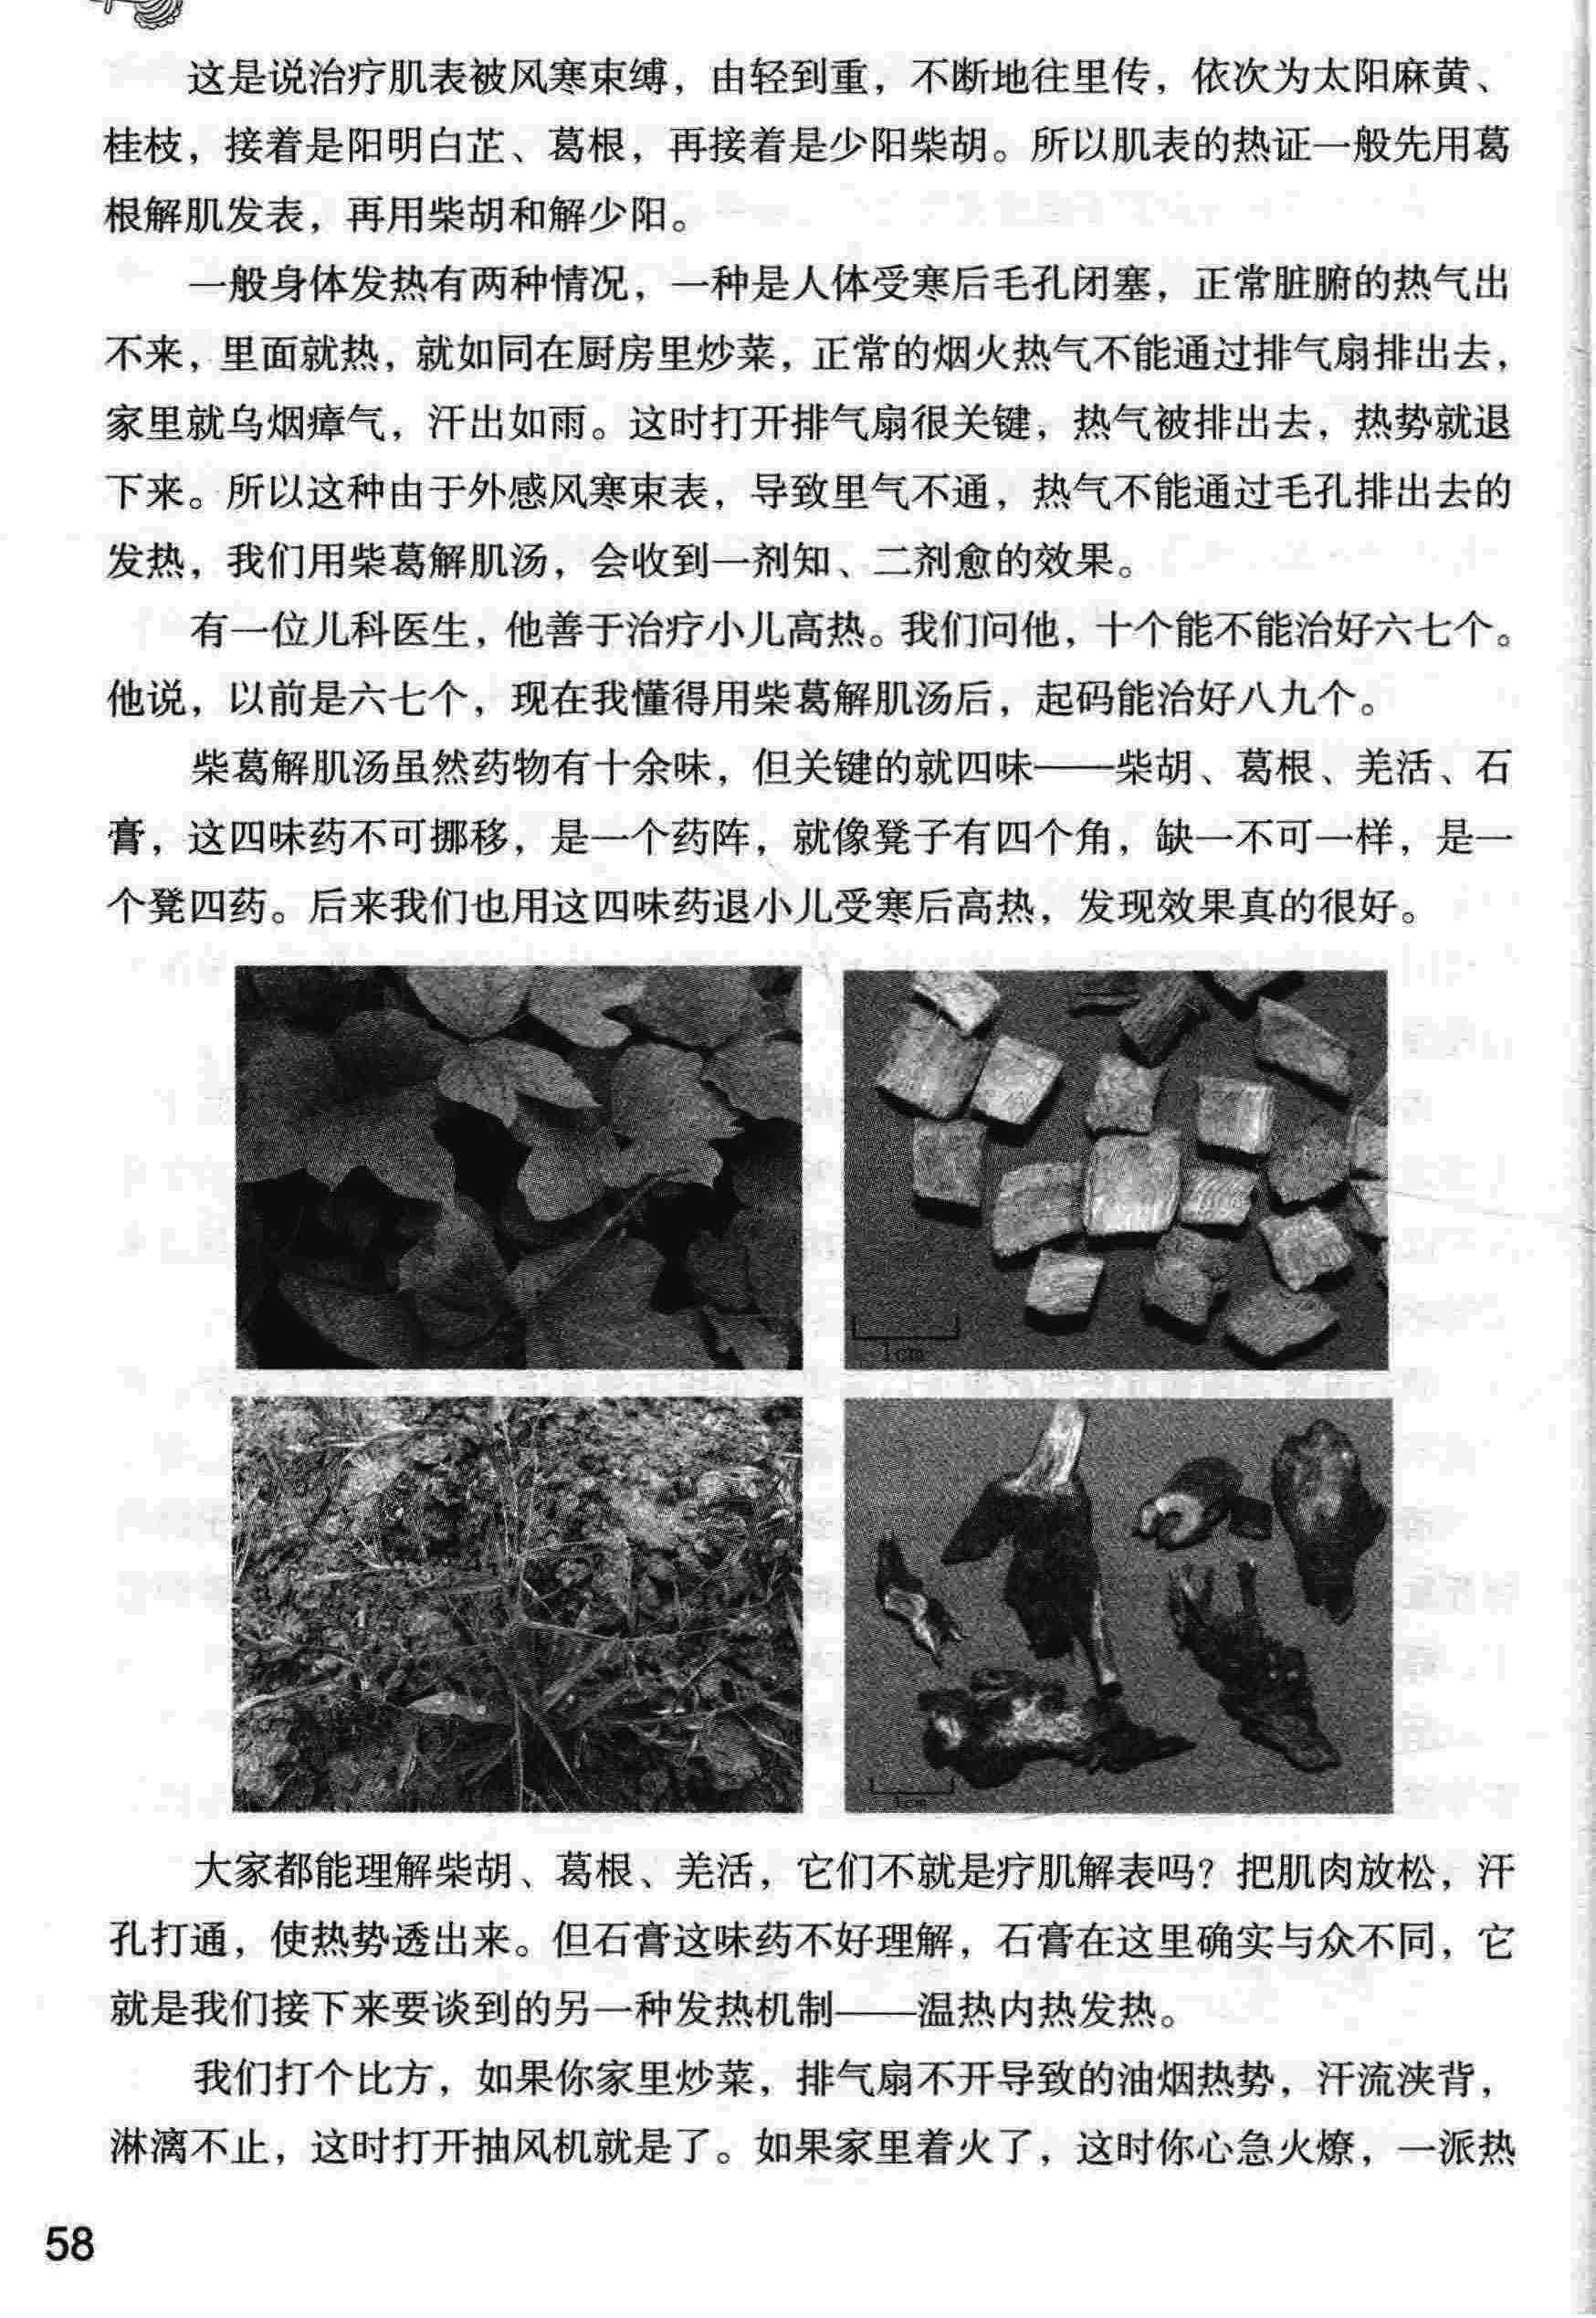 这是说治疗肌表被风寒束缚，由轻到重，不断地往里传，依次为太阳麻黄、
桂枝，接着是阳明白芷、葛根，再接着是少阳柴胡。所以肌表的热证一般先用葛
根解肌发表，再用柴胡和解少阳。
一般身体发热有两种情况，一种是人体受寒后毛孔闭塞，正常脏腑的热气出
不来，里面就热，就如同在厨房里炒菜，正常的烟火热气不能通过排气扇排出去，
家里就乌烟瘴气，汗出如雨。这时打开排气扇很关键，热气被排出去，热势就退
下来。所以这种由于外感风寒束表，导致里气不通，热气不能通过毛孔排出去的
发热，我们用柴葛解肌汤，会收到一剂知、二剂愈的效果。
有一位儿科医生，他善于治疗小儿高热。我们问他，十个能不能治好六七个。
他说，以前是六七个，现在我懂得用柴葛解肌汤后，起码能治好八九个。
柴葛解肌汤虽然药物有十余味，但关键的就四味——柴胡、葛根、羌活、石
膏，这四味药不可挪移，是一个药阵，就像凳子有四个角，缺一不可一样，是一
个凳四药。后来我们也用这四味药退小儿受寒后高热，发现效果真的很好。
1cm
1cm
大家都能理解柴胡、葛根、羌活，它们不就是疗肌解表吗？把肌肉放松，汗
孔打通，使热势透出来。但石膏这味药不好理解，石膏在这里确实与众不同，它
就是我们接下来要谈到的另一种发热机制——温热内热发热。
我们打个比方，如果你家里炒菜，排气扇不开导致的油烟热势，汗流浃背，
淋漓不止，这时打开抽风机就是了。如果家里着火了，这时你心急火燎，一派热
58